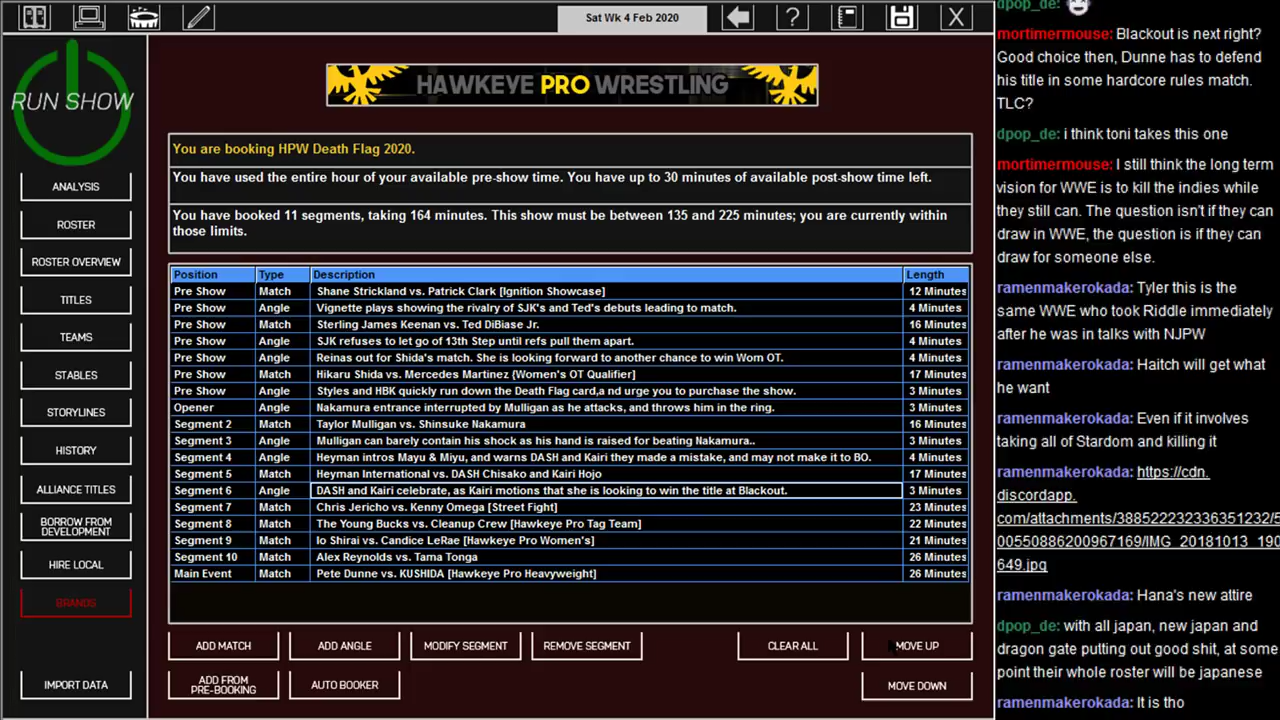 Sat Wk 4 Feb 2020
?
X
RUN SHOW
ANALYSIS
ROSTER
ROSTER OVERVIEW
TITLES
TEAMS
STABLES
STORYLINES
HISTORY
ALLIANCE TITLES
BORROW FROM
DEVELOPMENT
HIRE LOCAL
BRANDS
IMPORT DATA
HAWKEYE PRO WRESTLING
You are booking HPW Death Flag 2020.
You have used the entire hour of your available pre-show time. You have up to 30 minutes of available post-show time left.
You have booked 11 segments, taking 164 minutes. This show must be between 135 and 225 minutes; you are currently within
those limits.
Position Type Description Length
Pre Show Match Shane Strickland vs. Patrick Clark [Ignition Showcase] 12 Minutes
Pre Show Angle Vignette plays showing the rivalry of SJK's and Ted's debuts leading to match. 4 Minutes
Pre Show Match Sterling James Keenan vs. Ted DiBiase Jr. 16 Minutes
Pre Show Angle SJK refuses to let go of 13th Step until refs pull them apart. 4 Minutes
Pre Show Angle Reinas out for Shida's match. She is looking forward to another chance to win Wom OT. 4 Minutes
Pre Show Match Hikaru Shida vs. Mercedes Martinez {Women's OT Qualifier] 17 Minutes
Pre Show Angle Styles and HBK quickly run down the Death Flag card,a nd urge you to purchase the show. 3 Minutes
Opener Angle Nakamura entrance interrupted by Mulligan as he attacks, and throws him in the ring. 3 Minutes
Segment 2 Match Taylor Mulligan vs. Shinsuke Nakamura 16 Minutes
Segment 3 Angle Mulligan can barely contain his shock as his hand is raised for beating Nakamura.. 3 Minutes
Segment 4 Angle Heyman intros Mayu & Miyu, and warns DASH and Kairi they made a mistake, and may not make it to BO. 4 Minutes
Segment 5 Match Heyman International vs. DASH Chisako and Kairi Hojo 17 Minutes
Segment 6 Angle DASH and Kairi celebrate, as Kairi motions that she is looking to win the title at Blackout. 3 Minutes
Segment 7 Match Chris Jericho vs. Kenny Omega [Street Fight] 23 Minutes
Segment 8 Match The Young Bucks vs. Cleanup Crew [Hawkeye Pro Tag Team] 22 Minutes
Segment 9 Match Io Shirai vs. Candice LeRae [Hawkeye Pro Women's] 21 Minutes
Segment 10 Match Alex Reynolds vs. Tama Tonga 26 Minutes
Main Event Match Pete Dunne vs. KUSHIDA [Hawkeye Pro Heavyweight] 26 Minutes
ADD MATCH ADD ANGLE MODIFY SEGMENT REMOVE SEGMENT CLEAR ALL MOVE UP
ADD FROM
PRE-BOOKING AUTO BOOKER MOVE DOWN
dpop_de:
mortimermouse: Blackout is next right?
Good choice then, Dunne has to defend
his title in some hardcore rules match.
TLC?
dpop_de: i think toni takes this one
mortimermouse: I still think the long term
vision for WWE is to kill the indies while
they still can. The question isn't if they can
draw in WWE, the question is if they can
draw for someone else.
ramenmakerokada: Tyler this is the
same WWE who took Riddle immediately
after he was in talks with NJPW
ramenmakerokada: Haitch will get what
he want
ramenmakerokada: Even if it involves
taking all of Stardom and killing it
ramenmakerokada: https://cdn.
discordapp.
com/attachments/388522232336351232/5
00550886200967169/IMG_20181013_190
649.jpg
ramenmakerokada: Hana's new attire
dpop_de: with all japan, new japan and
dragon gate putting out good shit, at some
point their whole roster will be japanese
ramenmakerokada: It is tho